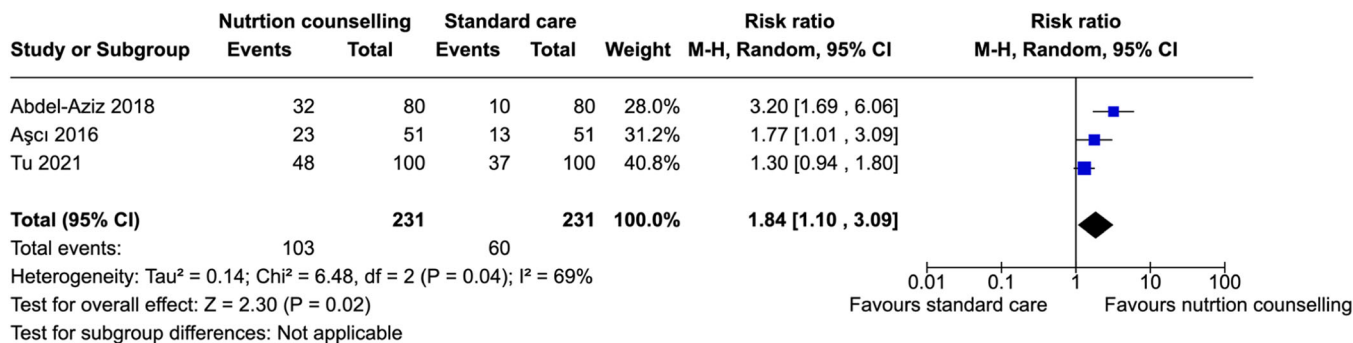 Nutrtion counselling Standard care Risk ratio Risk ratio
Study or Subgroup Events Total Events Total Weight M-H, Random, 95% CI M-H, Random, 95% CI
Abdel-Aziz 2018 32 80 10 80 28.0% 3.20 [1.69 , 6.06]
Aşcı 2016 23 51 13 51 31.2% 1.77 [1.01 , 3.09]
Tu 2021 48 100 37 100 40.8% 1.30 [0.94 , 1.80]
Total (95% CI) 231 231 100.0% 1.84 [1.10 , 3.09]
Total events: 103 60
Heterogeneity: Tau² = 0.14; Chi² = 6.48, df = 2 (P = 0.04); I² = 69% 0.01 0.1 1 10 100
Test for overall effect: Z = 2.30 (P = 0.02) Favours standard care Favours nutrtion counselling
Test for subgroup differences: Not applicable